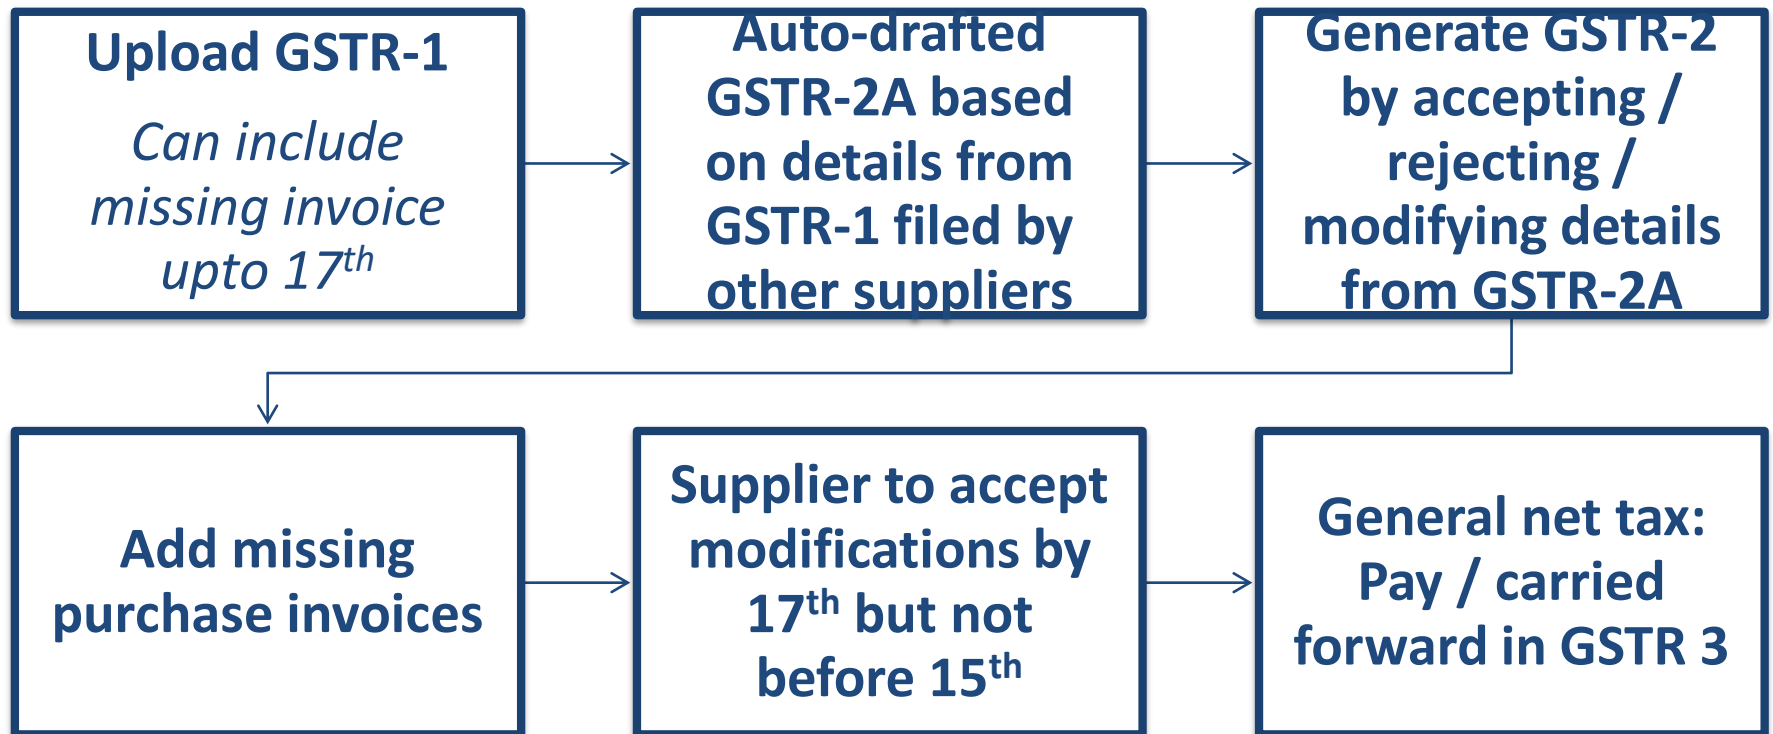 Upload GSTR-1
Can include
missing invoice
upto 17th
Auto-drafted
GSTR-2A based
on details from
GSTR-1 filed by
other suppliers
Generate GSTR-2
by accepting /
rejecting /
modifying details
from GSTR-2A
Add missing
purchase invoices
Supplier to accept
modifications by
17th but not
before 15th
General net tax:
Pay / carried
forward in GSTR 3